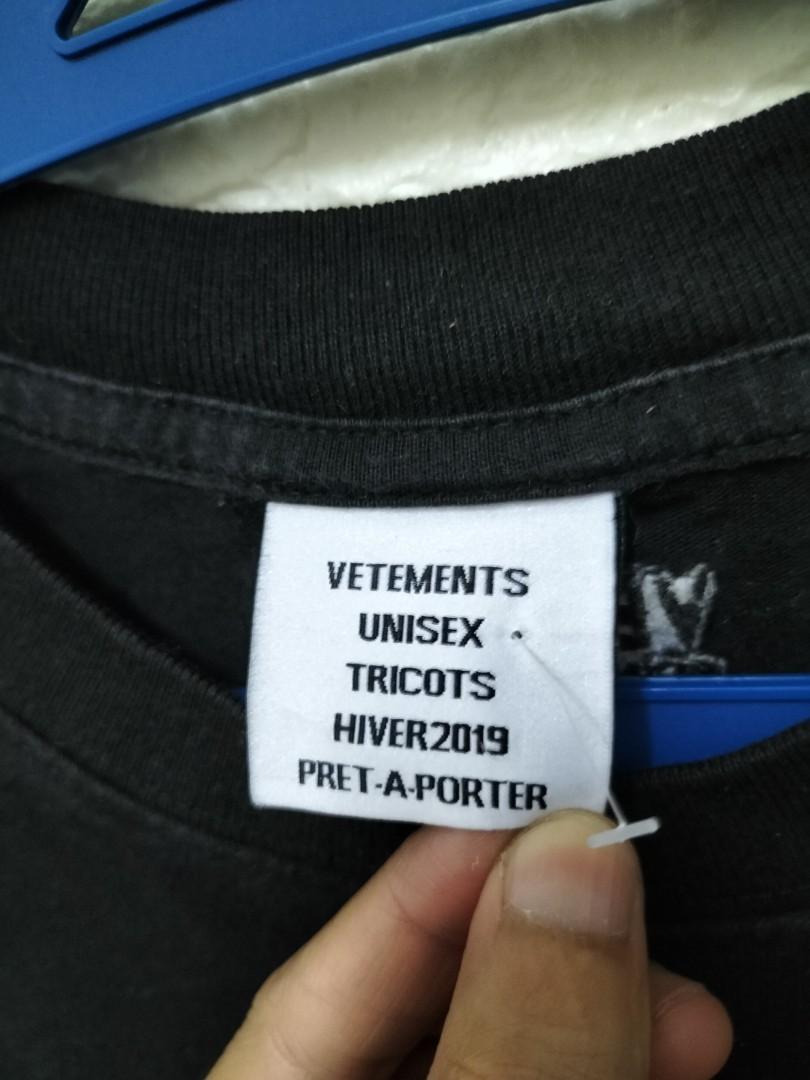 VETEMENTS
UNISEX
TRICOTS
HIVER2019
PRET-A-PORTER